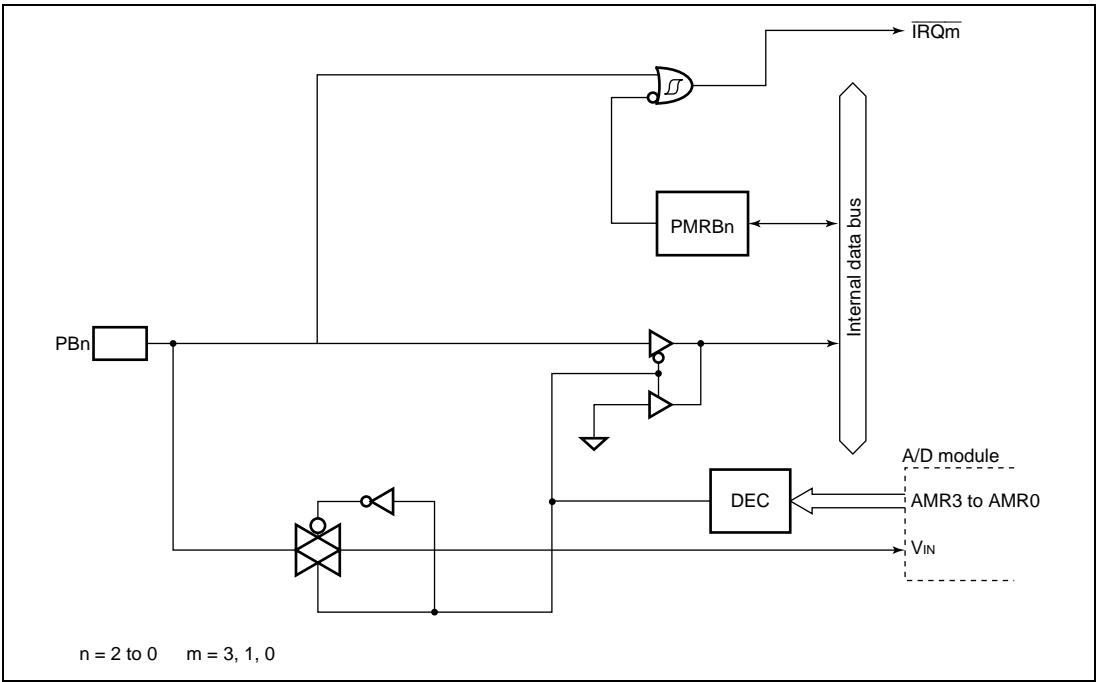 IRQm
PMRBn
Internal data bus
PBn
A/D module
DEC
AMR3 to AMR0
VIN
n = 2 to 0 m = 3, 1, 0